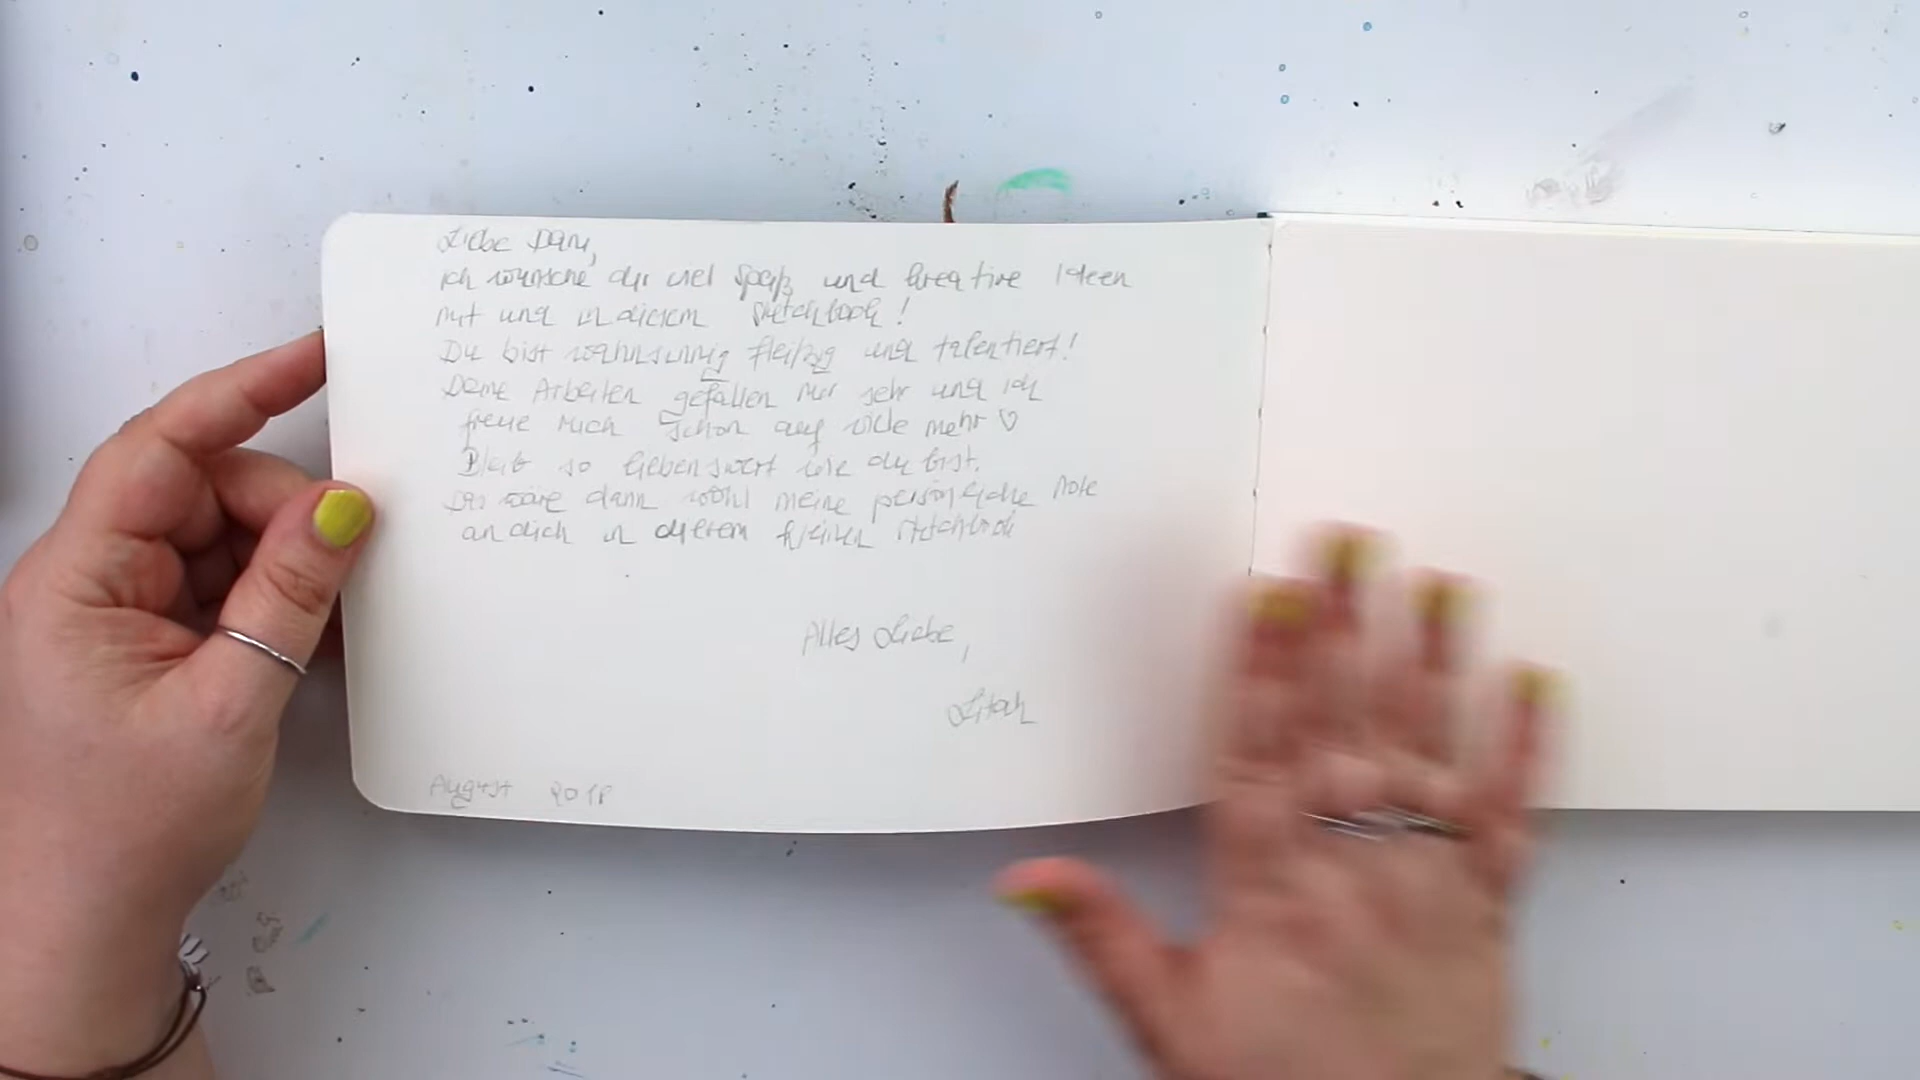 Liebe Dani,
ich wünsche dir viel Spaß und kreative Ideen
mit und in diesem Sketchbook!
Du bist wahnsinnig fleißig und talentiert!
Deine Arbeiten gefallen mir sehr und ich
freue mich schon auf viele mehr ♡
Bleib so liebenswert wie du bist.
Das wäre dann wohl meine persönliche Note
an dich in diesem kleinen Sketchbook
Alles Liebe,
August 2018